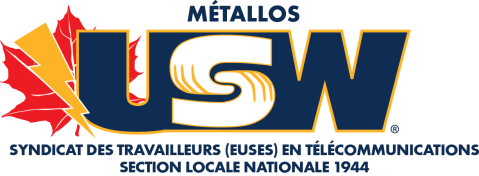 MÉTALLOS
USW®
SYNDICAT DES TRAVAILLEURS (EUSES) EN TÉLÉCOMMUNICATIONS
SECTION LOCALE NATIONALE 1944